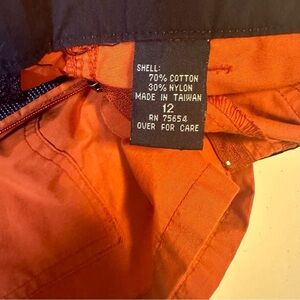 SHELL:
70% COTTON
30% NYLON
MADE IN TAIWAN
12
RN 75654
OVER FOR CARE